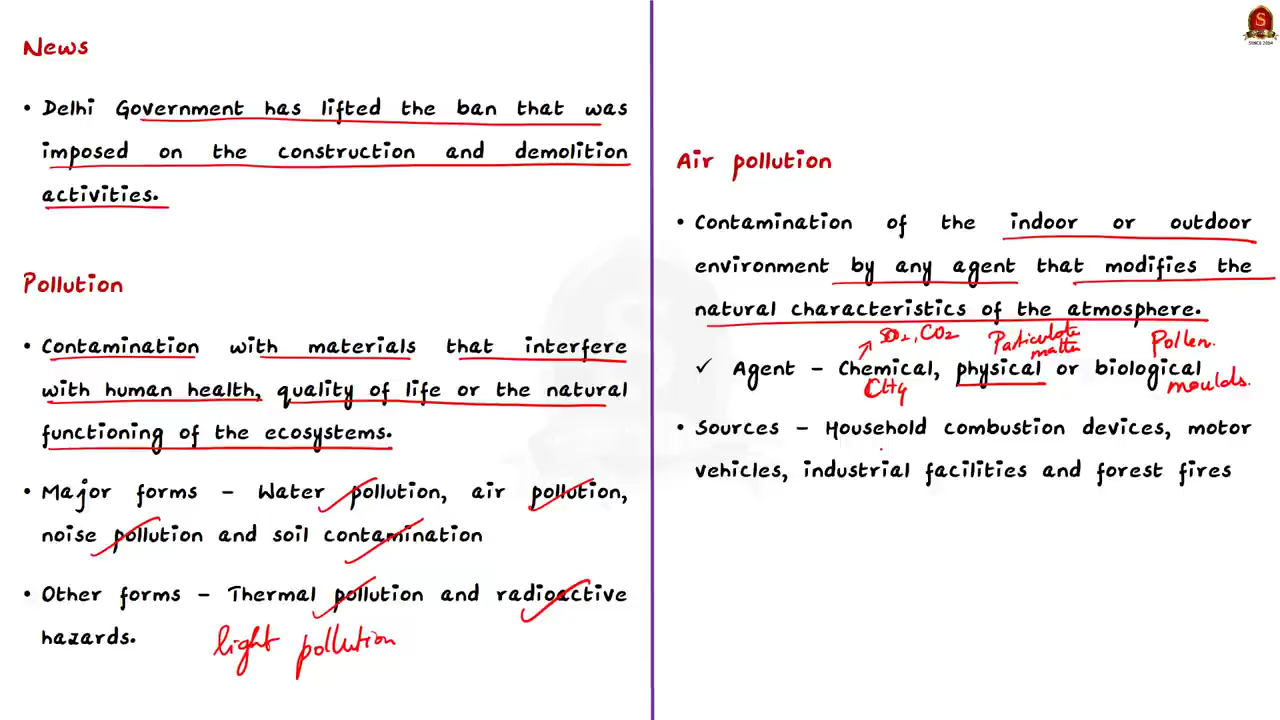 News
• Delhi Government has lifted the ban that was
imposed on the construction and demolition
activities.
Pollution
• Contamination with materials that interfere
with human health, quality of life or the natural
functioning of the ecosystems.
• Major forms – Water pollution, air pollution,
noise pollution and soil contamination
• Other forms – Thermal pollution and radioactive
hazards.
light pollution
S
SINCE 2004
Air pollution
• Contamination of the indoor or outdoor
environment by any agent that modifies the
natural characteristics of the atmosphere.
SO2, CO2 Particulate matter Pollen.
✓ Agent – Chemical, physical or biological
CH4 moulds.
• Sources – Household combustion devices, motor
vehicles, industrial facilities and forest fires